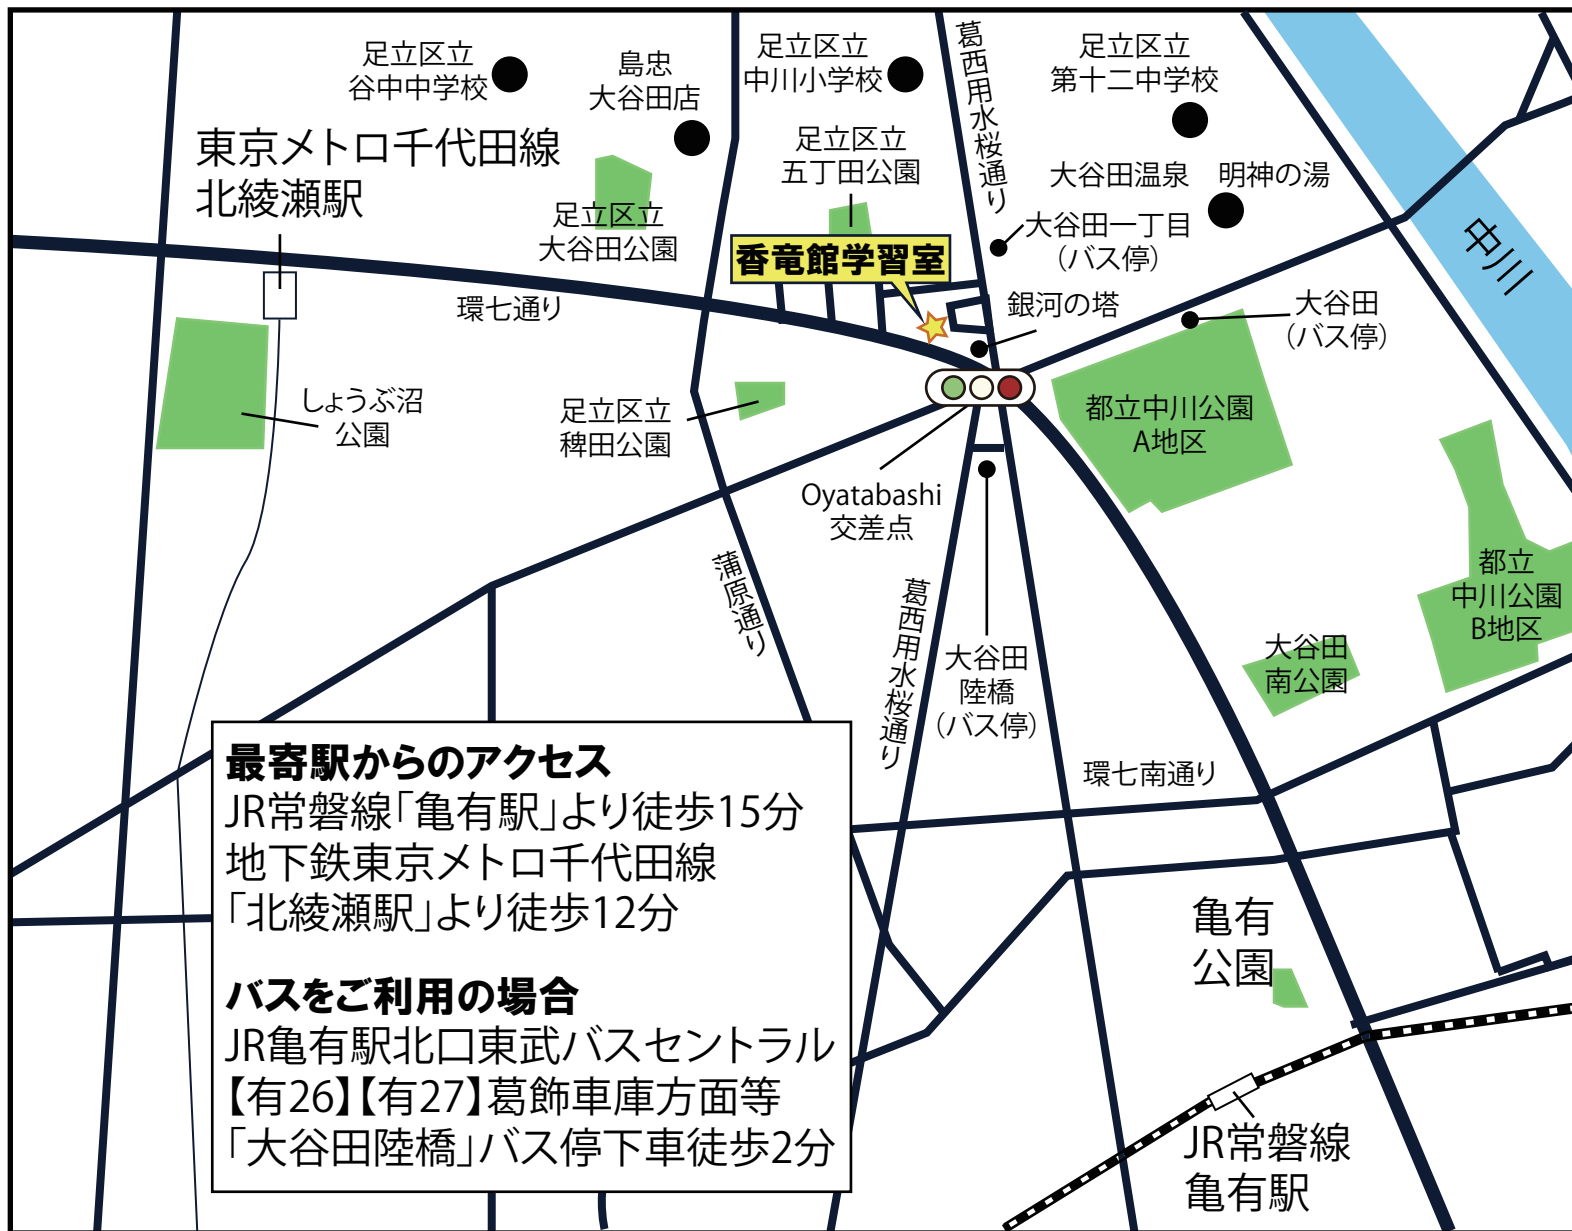 足立区立
谷中中学校
島忠
大谷田店
足立区立
中川小学校
葛西用水桜通り
足立区立
第十二中学校
東京メトロ千代田線
北綾瀬駅
足立区立
五丁田公園
大谷田温泉 明神の湯
足立区立
大谷田公園
大谷田一丁目
（バス停）
中川
香竜館学習室
環七通り
銀河の塔
大谷田
（バス停）
しょうぶ沼
公園
足立区立
稗田公園
都立中川公園
A地区
Oyatabashi
交差点
蒲原通り
葛西用水桜通り
大谷田
陸橋
（バス停）
都立
中川公園
B地区
大谷田
南公園
環七南通り
最寄駅からのアクセス
JR常磐線「亀有駅」より徒歩15分
地下鉄東京メトロ千代田線
「北綾瀬駅」より徒歩12分
バスをご利用の場合
JR亀有駅北口東武バスセントラル
【有26】【有27】葛飾車庫方面等
「大谷田陸橋」バス停下車徒歩2分
亀有
公園
JR常磐線
亀有駅